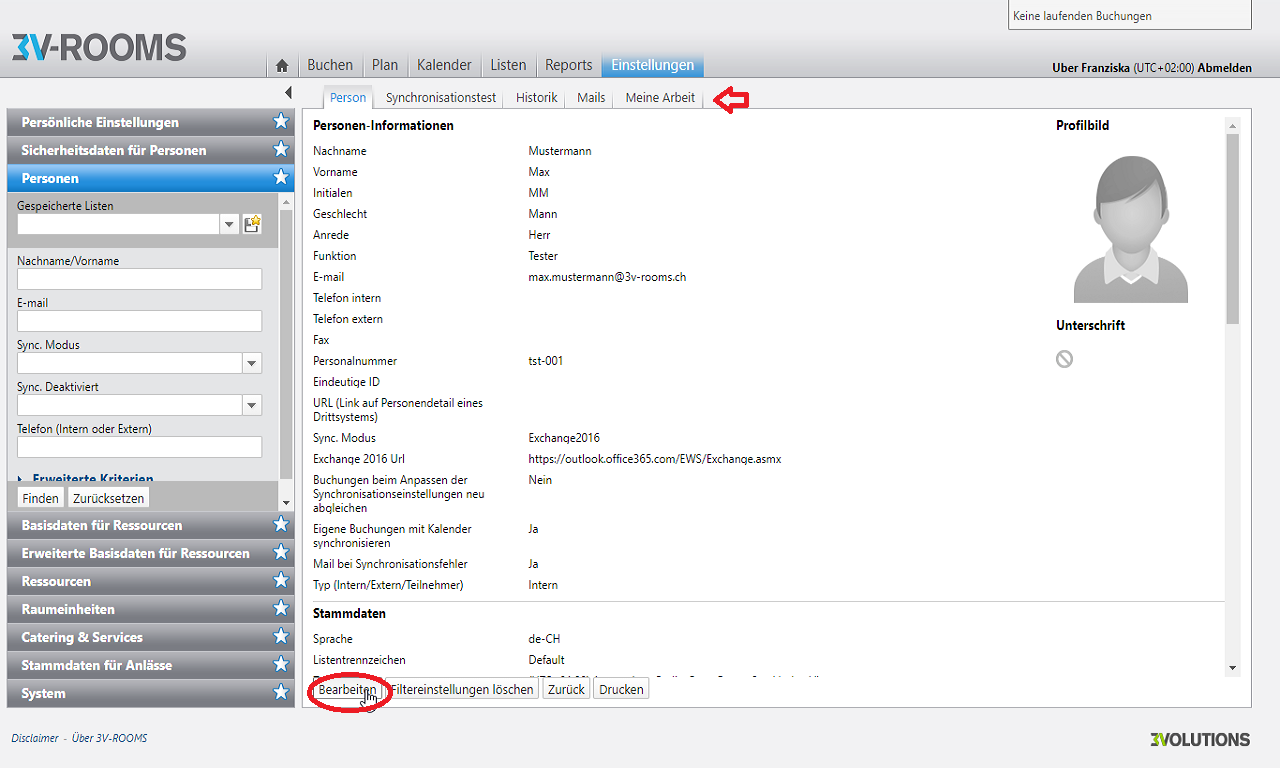 Keine laufenden Buchungen
3V-ROOMS
Buchen
Plan
Kalender
Listen
Reports
Einstellungen
Uber Franziska (UTC+02:00) Abmelden
Person
Synchronisationstest
Historik
Mails
Meine Arbeit
Persönliche Einstellungen
Sicherheitsdaten für Personen
Personen
Gespeicherte Listen
Nachname/Vorname
E-mail
Sync. Modus
Sync. Deaktiviert
Telefon (Intern oder Extern)
Erweiterte Kriterien
Finden
Zurücksetzen
Basisdaten für Ressourcen
Erweiterte Basisdaten für Ressourcen
Ressourcen
Raumeinheiten
Catering & Services
Stammdaten für Anlässe
System
Personen-Informationen
Nachname Mustermann
Vorname Max
Initialen MM
Geschlecht Mann
Anrede Herr
Funktion Tester
E-mail max.mustermann@3v-rooms.ch
Telefon intern
Telefon extern
Fax
Personalnummer tst-001
Eindeutige ID
URL (Link auf Personendetail eines
Drittsystems)
Sync. Modus Exchange2016
Exchange 2016 Url https://outlook.office365.com/EWS/Exchange.asmx
Buchungen beim Anpassen der Nein
Synchronisationseinstellungen neu
abgleichen
Eigene Buchungen mit Kalender Ja
synchronisieren
Mail bei Synchronisationsfehler Ja
Typ (Intern/Extern/Teilnehmer) Intern
Stammdaten
Sprache de-CH
Listentrennzeichen Default
Profilbild
Unterschrift
Bearbeiten
Filtereinstellungen löschen
Zurück
Drucken
Disclaimer - Über 3V-ROOMS
3VOLUTIONS